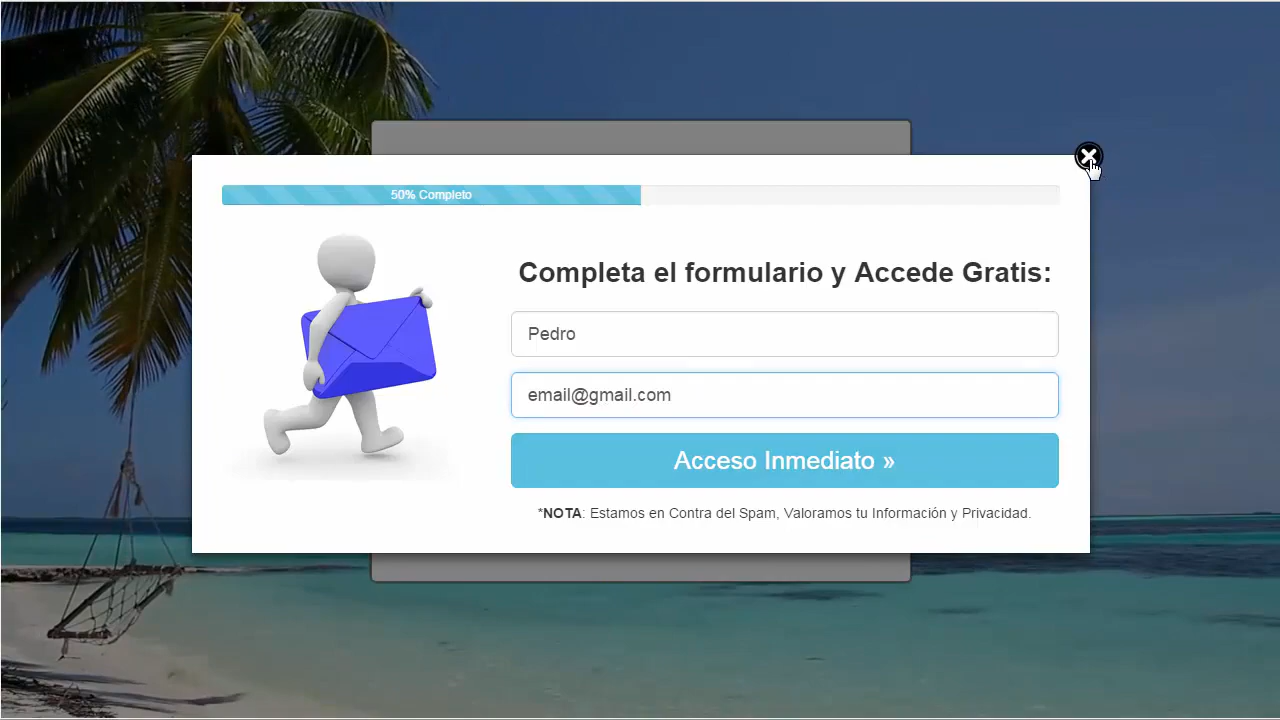 50% Completo
Completa el formulario y Accede Gratis:
Pedro
email@gmail.com
Acceso Inmediato »
*NOTA: Estamos en Contra del Spam, Valoramos tu Información y Privacidad.